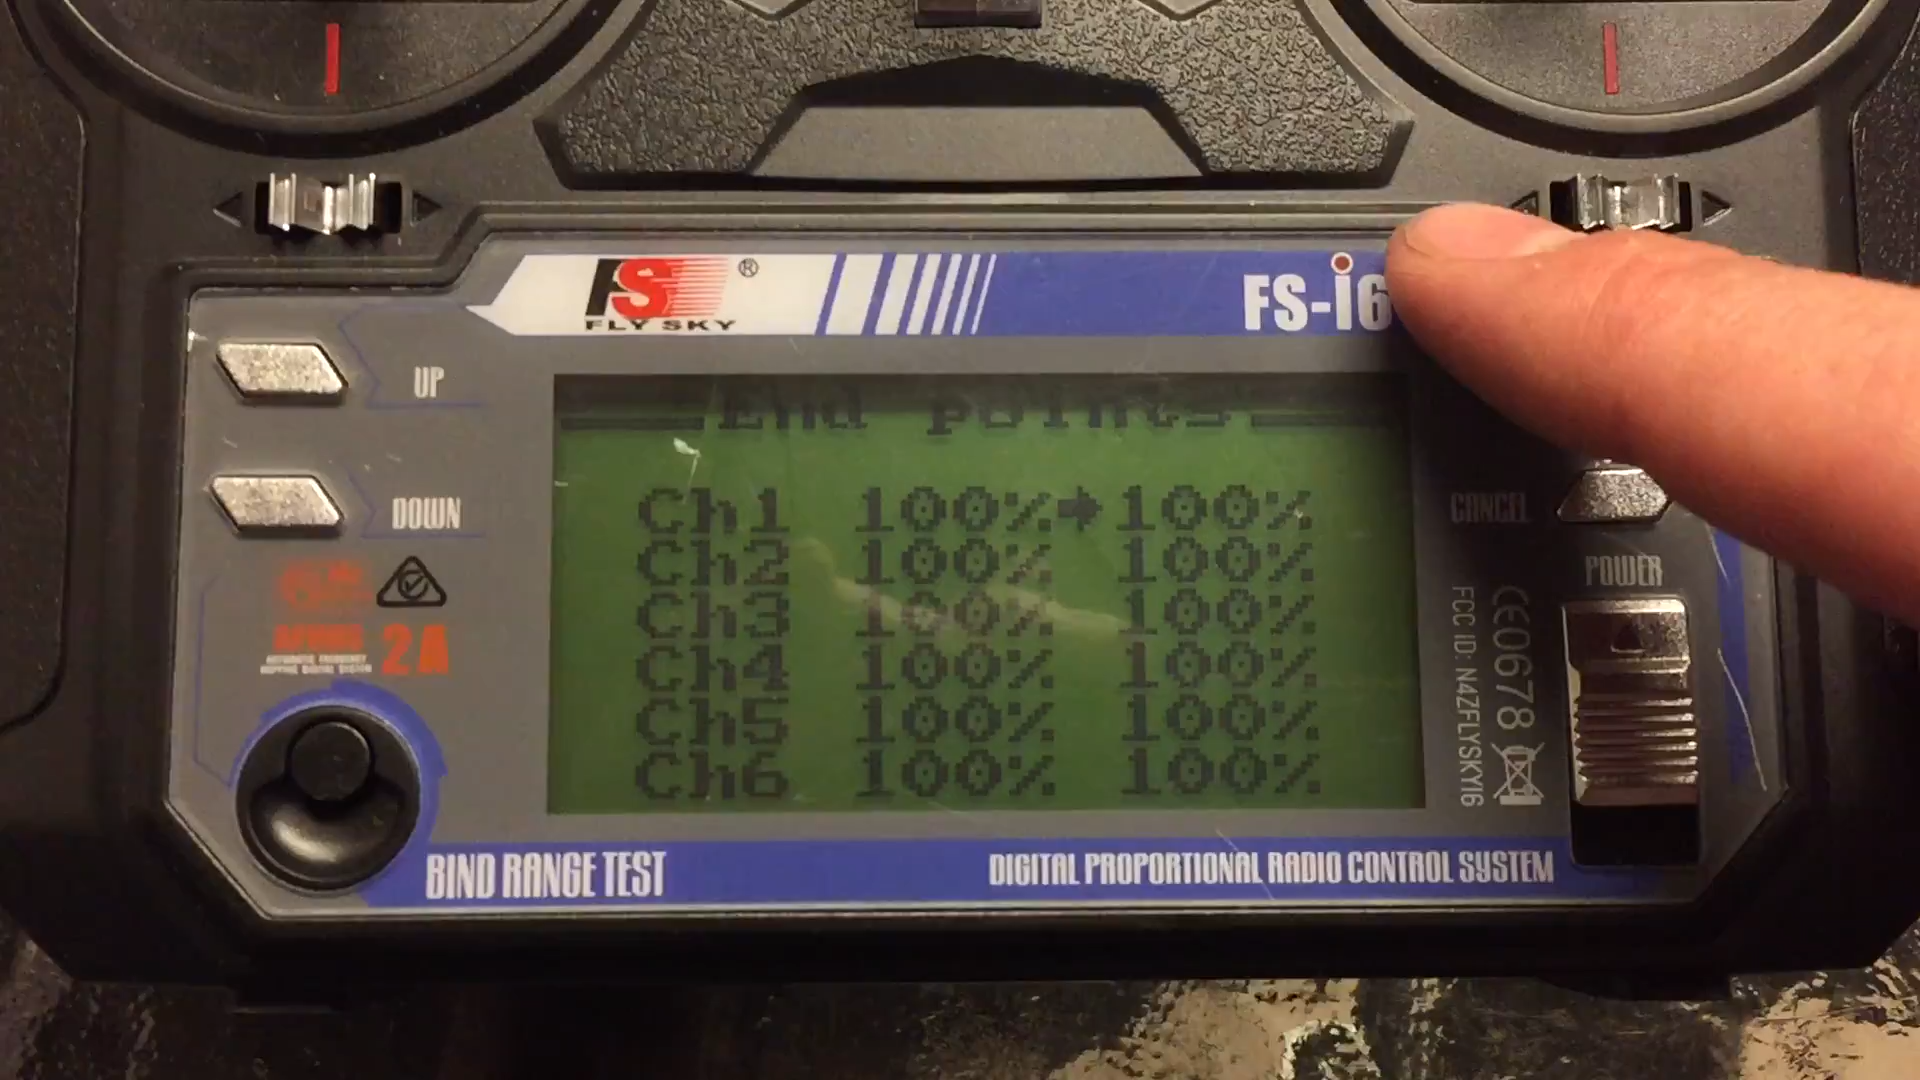 FS ®
FLY SKY
FS-i6
UP
End points
DOWN
CANCEL
Ch1 100% 100%
Ch2 100% 100%
Ch3 100% 100%
Ch4 100% 100%
Ch5 100% 100%
Ch6 100% 100%
POWER
2A
CE0678
FCC ID: N4ZFLYSKYI6
BIND RANGE TEST
DIGITAL PROPORTIONAL RADIO CONTROL SYSTEM